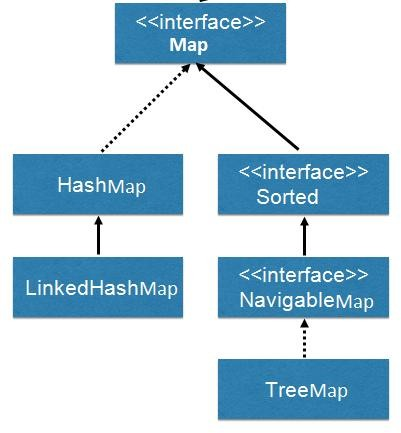 <<interface>>
Map
HashMap
<<interface>>
Sorted
LinkedHashMap
<<interface>>
NavigableMap
TreeMap